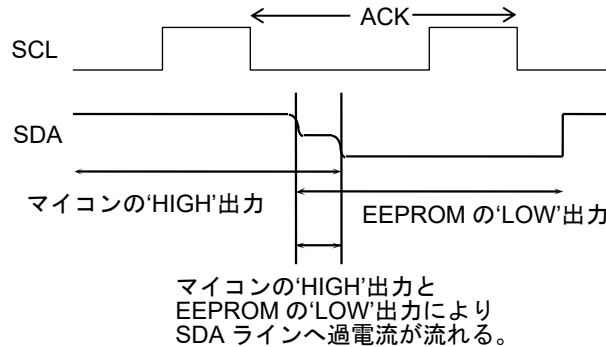 ACK
SCL
SDA
マイコンの‘HIGH’出力
EEPROM の‘LOW’出力
マイコンの‘HIGH’出力と
EEPROM の‘LOW’出力により
SDA ラインへ過電流が流れる。